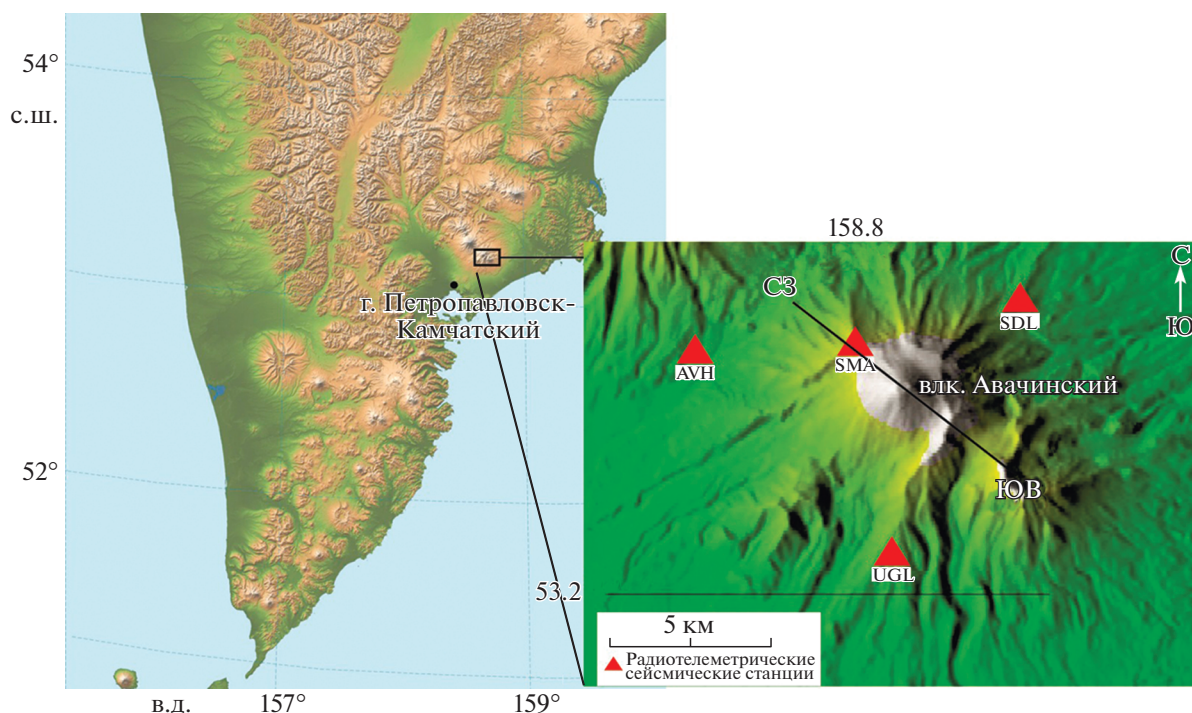 54°
с.ш.
52°
в.д.
157°
159°
г. Петропавловск-
Камчатский
158.8
53.2
С
Ю
СЗ
ЮВ
SDL
SMA
AVH
влк. Авачинский
UGL
5 км
Радиотелеметрические
сейсмические станции